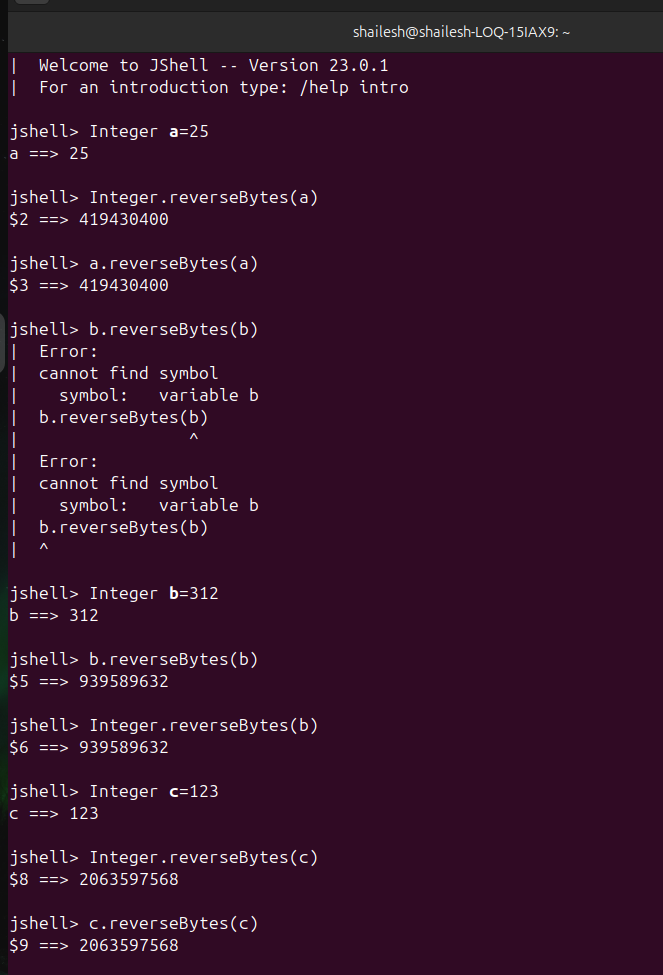 shailesh@shailesh-LOQ-15IAX9: ~
|  Welcome to JShell -- Version 23.0.1
|  For an introduction type: /help intro

jshell> Integer a=25
a ==> 25

jshell> Integer.reverseBytes(a)
$2 ==> 419430400

jshell> a.reverseBytes(a)
$3 ==> 419430400

jshell> b.reverseBytes(b)
|  Error:
|  cannot find symbol
|    symbol:   variable b
|  b.reverseBytes(b)
|                 ^
|  Error:
|  cannot find symbol
|    symbol:   variable b
|  b.reverseBytes(b)
|  ^

jshell> Integer b=312
b ==> 312

jshell> b.reverseBytes(b)
$5 ==> 939589632

jshell> Integer.reverseBytes(b)
$6 ==> 939589632

jshell> Integer c=123
c ==> 123

jshell> Integer.reverseBytes(c)
$8 ==> 2063597568

jshell> c.reverseBytes(c)
$9 ==> 2063597568